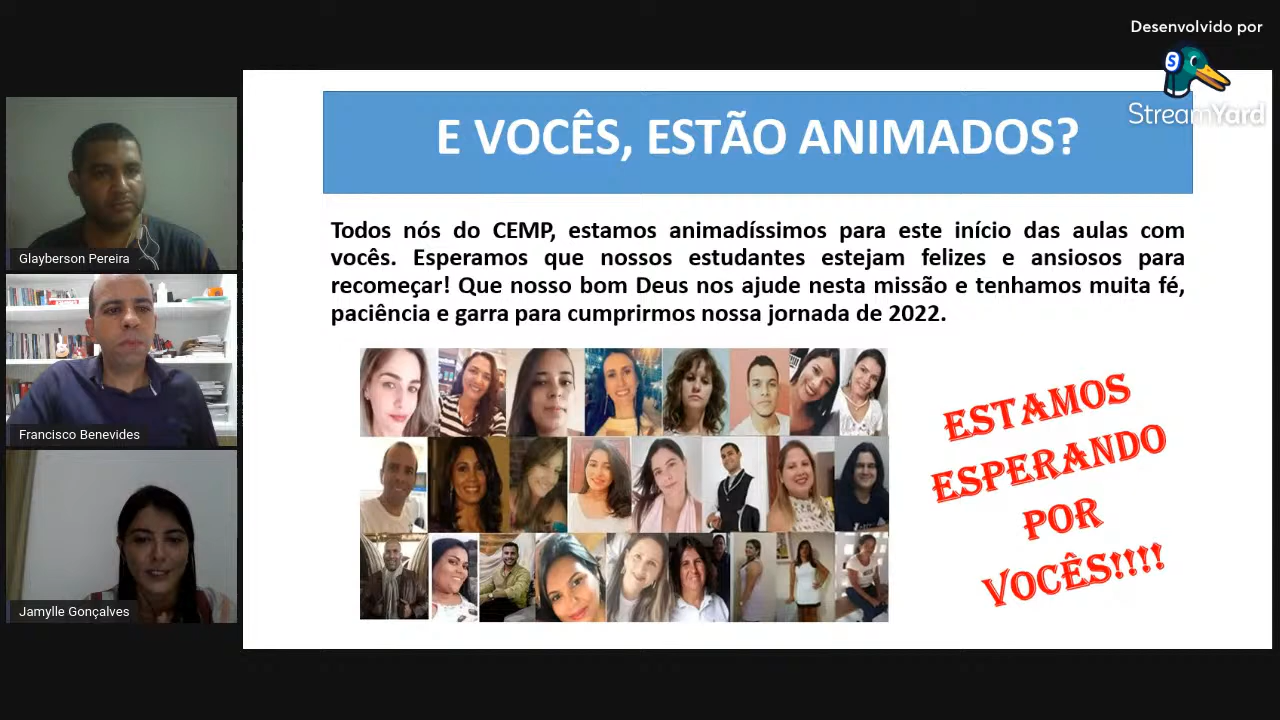 Desenvolvido por
StreamYard
E VOCÊS, ESTÃO ANIMADOS?
Todos nós do CEMP, estamos animadíssimos para este início das aulas com
vocês. Esperamos que nossos estudantes estejam felizes e ansiosos para
recomeçar! Que nosso bom Deus nos ajude nesta missão e tenhamos muita fé,
paciência e garra para cumprirmos nossa jornada de 2022.
ESTAMOS
ESPERANDO
POR
VOCÊS!!!!
Glayberson Pereira
Francisco Benevides
Jamylle Gonçalves